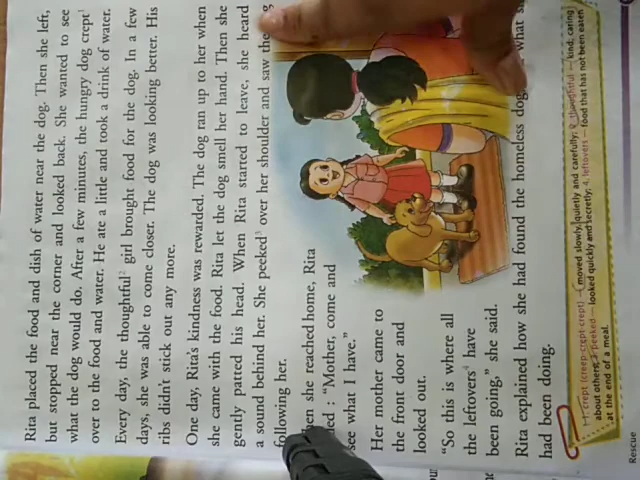 Rita placed the food and dish of water near the dog. Then she left,
but stopped near the corner and looked back. She wanted to see
what the dog would do. After a few minutes, the hungry dog crept¹
over to the food and water. He ate a little and took a drink of water.
Every day, the thoughtful² girl brought food for the dog. In a few
days, she was able to come closer. The dog was looking better. His
ribs didn't stick out any more.
One day, Rita's kindness was rewarded. The dog ran up to her when
she came with the food. Rita let the dog smell her hand. Then she
gently patted his head. When Rita started to leave, she heard
a sound behind her. She peeked³ over her shoulder and saw the
following her.
she reached home, Rita
: "Mother, come and
see what I have."
Her mother came to
the front door and
looked out.
"So this is where all
the leftovers⁴ have
been going," she said.
Rita explained how she had found the homeless dog what
had been doing.
1. crept (creep-crept-crept) – moved slowly, quietly and carefully; 2. thoughtful – kind, caring
about others; 3. peeked – looked quickly and secretly; 4. leftovers – food that has not been eaten
at the end of a meal.
Rescue